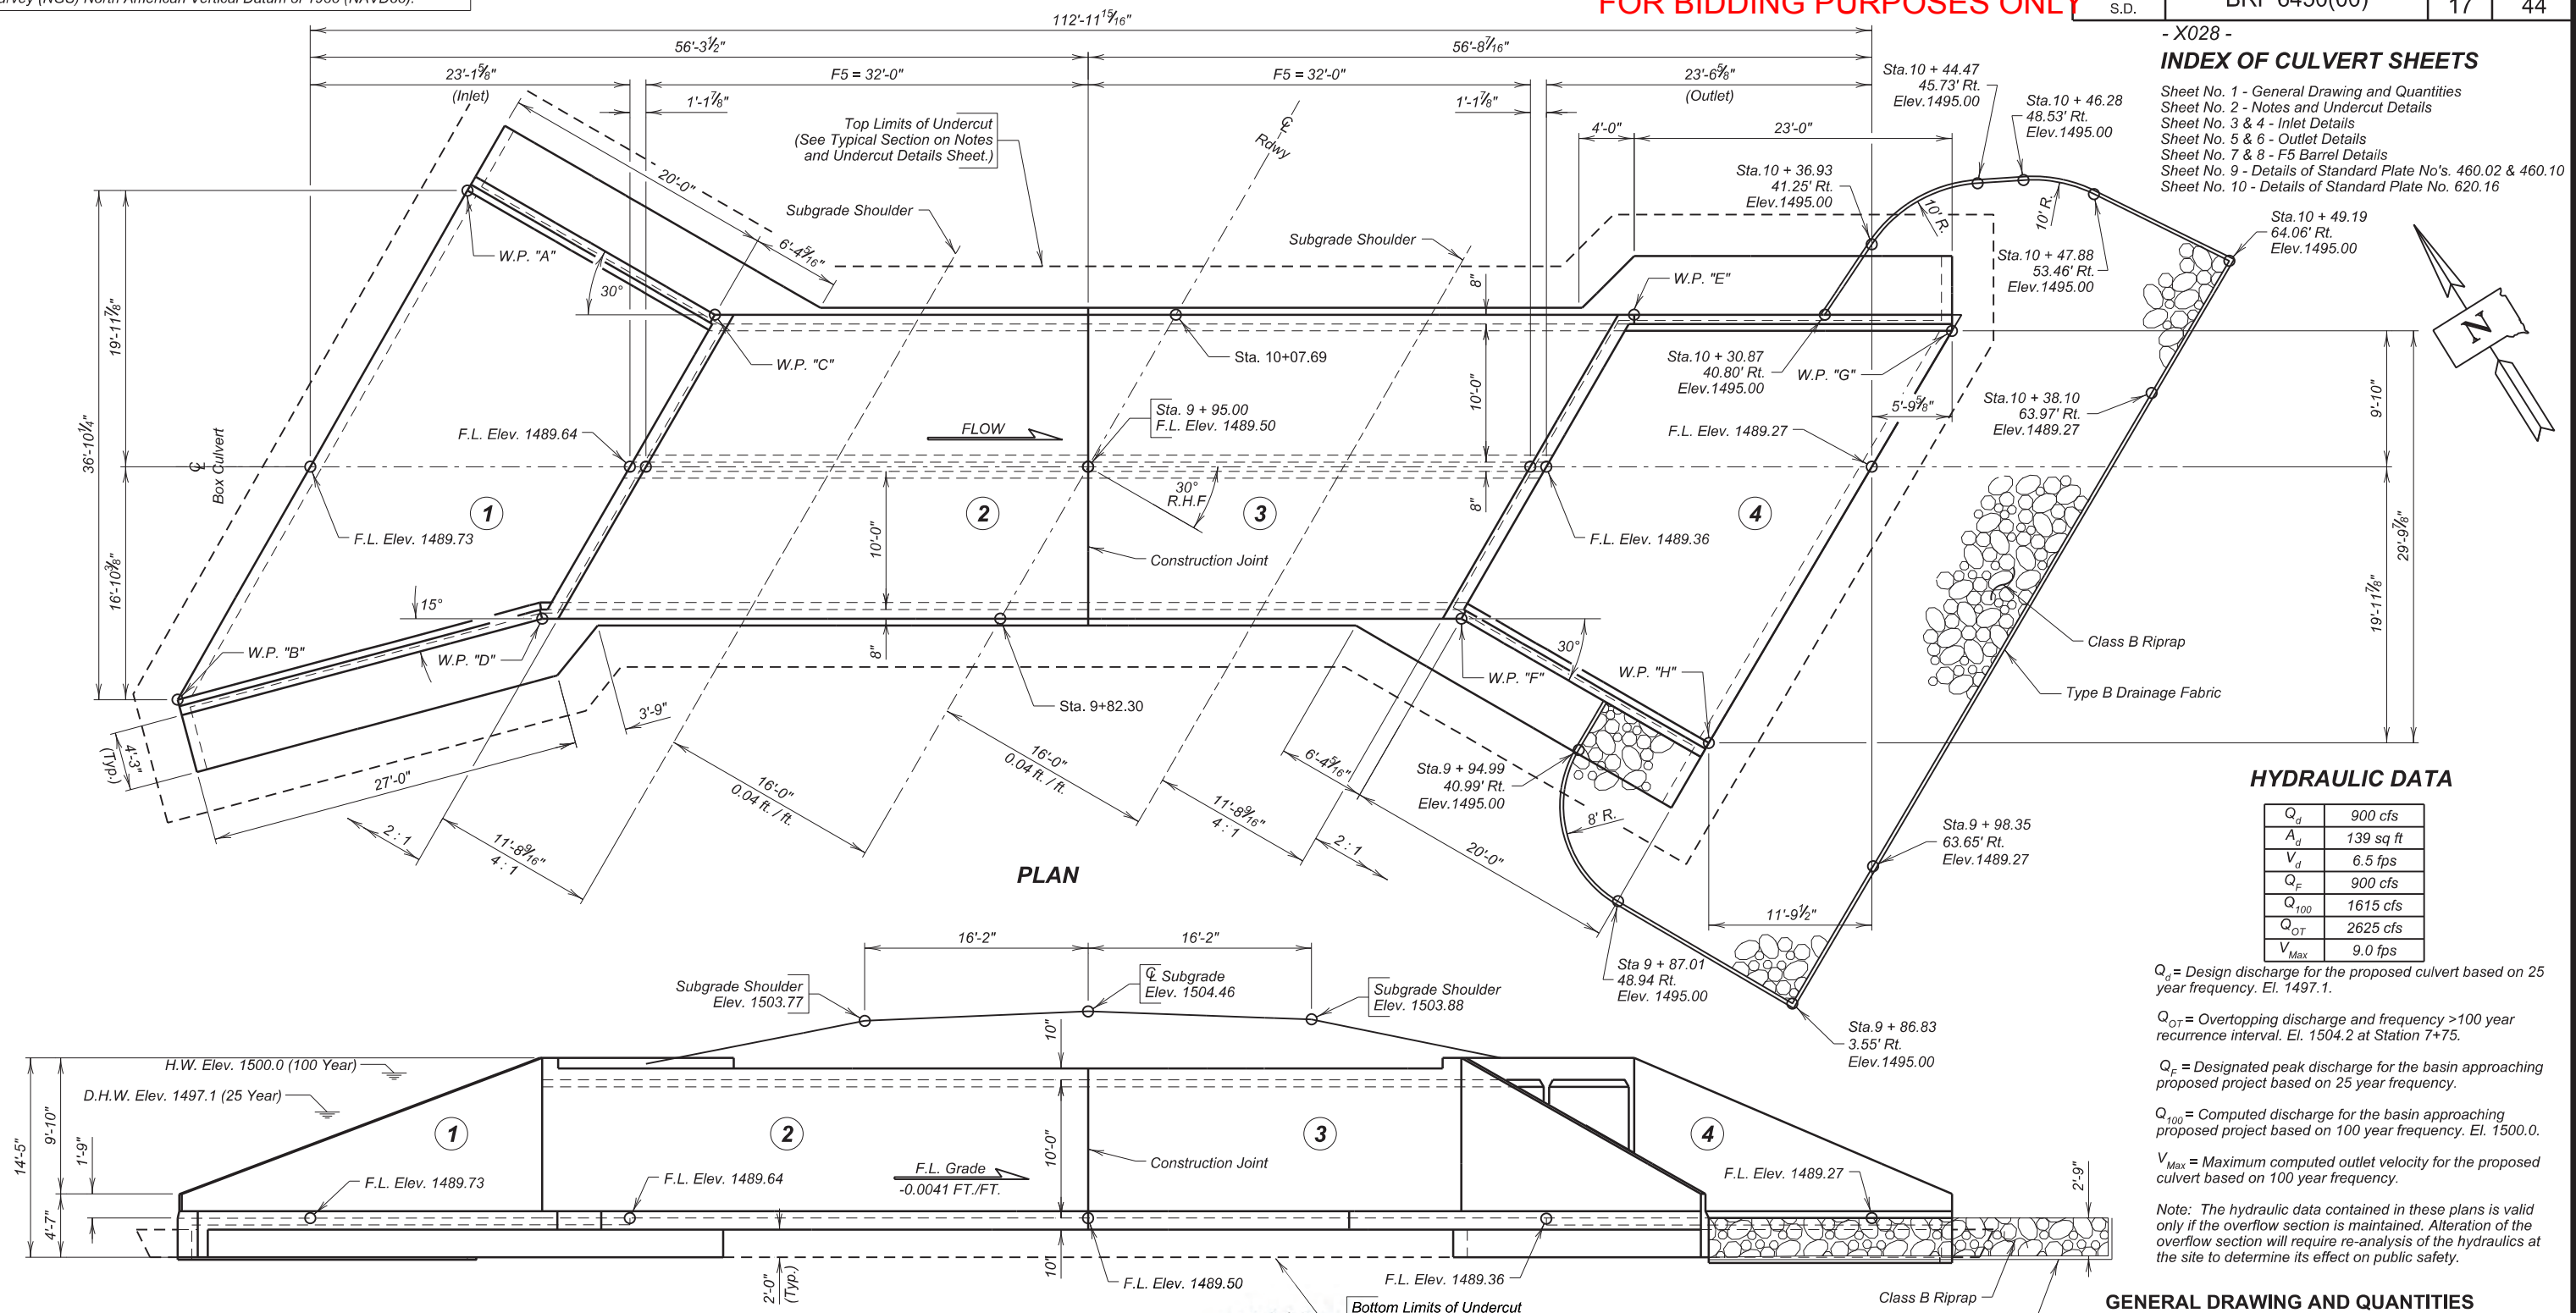 urvey (NGS) North American Vertical Datum of 1988 (NAVD88).
FOR BIDDING PURPOSES ONLY
S.D.
BRF 6450(06)
17
44
- X028 -
INDEX OF CULVERT SHEETS
Sheet No. 1 - General Drawing and Quantities
Sheet No. 2 - Notes and Undercut Details
Sheet No. 3 & 4 - Inlet Details
Sheet No. 5 & 6 - Outlet Details
Sheet No. 7 & 8 - F5 Barrel Details
Sheet No. 9 - Details of Standard Plate No's. 460.02 & 460.10
Sheet No. 10 - Details of Standard Plate No. 620.16
112'-11 15/16"
56'-3 1/2"
56'-8 7/16"
23'-1 5/8"
(Inlet)
F5 = 32'-0"
F5 = 32'-0"
23'-6 5/8"
(Outlet)
1'-1 7/8"
1'-1 7/8"
4'-0"
23'-0"
Top Limits of Undercut
(See Typical Section on Notes
and Undercut Details Sheet.)
℄
Rdwy
Subgrade Shoulder
Subgrade Shoulder
20'-0"
6'-4 5/16"
Sta.10 + 44.47
45.73' Rt.
Elev.1495.00
Sta.10 + 46.28
48.53' Rt.
Elev.1495.00
Sta.10 + 36.93
41.25' Rt.
Elev.1495.00
10' R.
10' R.
Sta.10 + 47.88
53.46' Rt.
Elev.1495.00
Sta.10 + 49.19
64.06' Rt.
Elev.1495.00
N
W.P. "A"
30°
W.P. "C"
8"
W.P. "E"
Sta. 10+07.69
Sta.10 + 30.87
40.80' Rt.
Elev.1495.00
W.P. "G"
5'-9 5/8"
Sta.10 + 38.10
63.97' Rt.
Elev.1489.27
9'-10"
29'-9 7/8"
19'-11 7/8"
19'-11 7/8"
36'-10 1/4"
16'-10 3/8"
℄
Box Culvert
F.L. Elev. 1489.64
FLOW
Sta. 9 + 95.00
F.L. Elev. 1489.50
10'-0"
F.L. Elev. 1489.27
30°
R.H.F.
8"
1
2
3
4
F.L. Elev. 1489.73
10'-0"
Construction Joint
F.L. Elev. 1489.36
15°
W.P. "B"
W.P. "D"
8"
30°
W.P. "F"
W.P. "H"
Class B Riprap
Type B Drainage Fabric
4'-3"
(Typ.)
27'-0"
3'-9"
Sta. 9+82.30
2 : 1
11'-8 9/16"
4 : 1
16'-0"
0.04 ft. / ft.
16'-0"
0.04 ft. / ft.
11'-8 9/16"
4 : 1
2 : 1
6'-4 5/16"
20'-0"
Sta.9 + 94.99
40.99' Rt.
Elev.1495.00
8' R.
Sta.9 + 98.35
63.65' Rt.
Elev.1489.27
11'-9 1/2"
Sta 9 + 87.01
48.94 Rt.
Elev. 1495.00
Sta.9 + 86.83
3.55' Rt.
Elev.1495.00
PLAN
HYDRAULIC DATA
Qd 900 cfs
Ad 139 sq ft
Vd 6.5 fps
QF 900 cfs
Q100 1615 cfs
QOT 2625 cfs
VMax 9.0 fps
Qd = Design discharge for the proposed culvert based on 25
year frequency. El. 1497.1.
QOT = Overtopping discharge and frequency >100 year
recurrence interval. El. 1504.2 at Station 7+75.
QF = Designated peak discharge for the basin approaching
proposed project based on 25 year frequency.
Q100 = Computed discharge for the basin approaching
proposed project based on 100 year frequency. El. 1500.0.
VMax = Maximum computed outlet velocity for the proposed
culvert based on 100 year frequency.
Note: The hydraulic data contained in these plans is valid
only if the overflow section is maintained. Alteration of the
overflow section will require re-analysis of the hydraulics at
the site to determine its effect on public safety.
16'-2"
16'-2"
Subgrade Shoulder
Elev. 1503.77
℄ Subgrade
Elev. 1504.46
Subgrade Shoulder
Elev. 1503.88
10"
H.W. Elev. 1500.0 (100 Year)
D.H.W. Elev. 1497.1 (25 Year)
14'-5"
9'-10"
1'-9"
4'-7"
1
2
3
4
F.L. Elev. 1489.73
F.L. Elev. 1489.64
F.L. Grade
-0.0041 FT./FT.
10'-0"
Construction Joint
F.L. Elev. 1489.27
2'-9"
2'-0"
(Typ.)
10"
F.L. Elev. 1489.50
F.L. Elev. 1489.36
Bottom Limits of Undercut
Class B Riprap
GENERAL DRAWING AND QUANTITIES